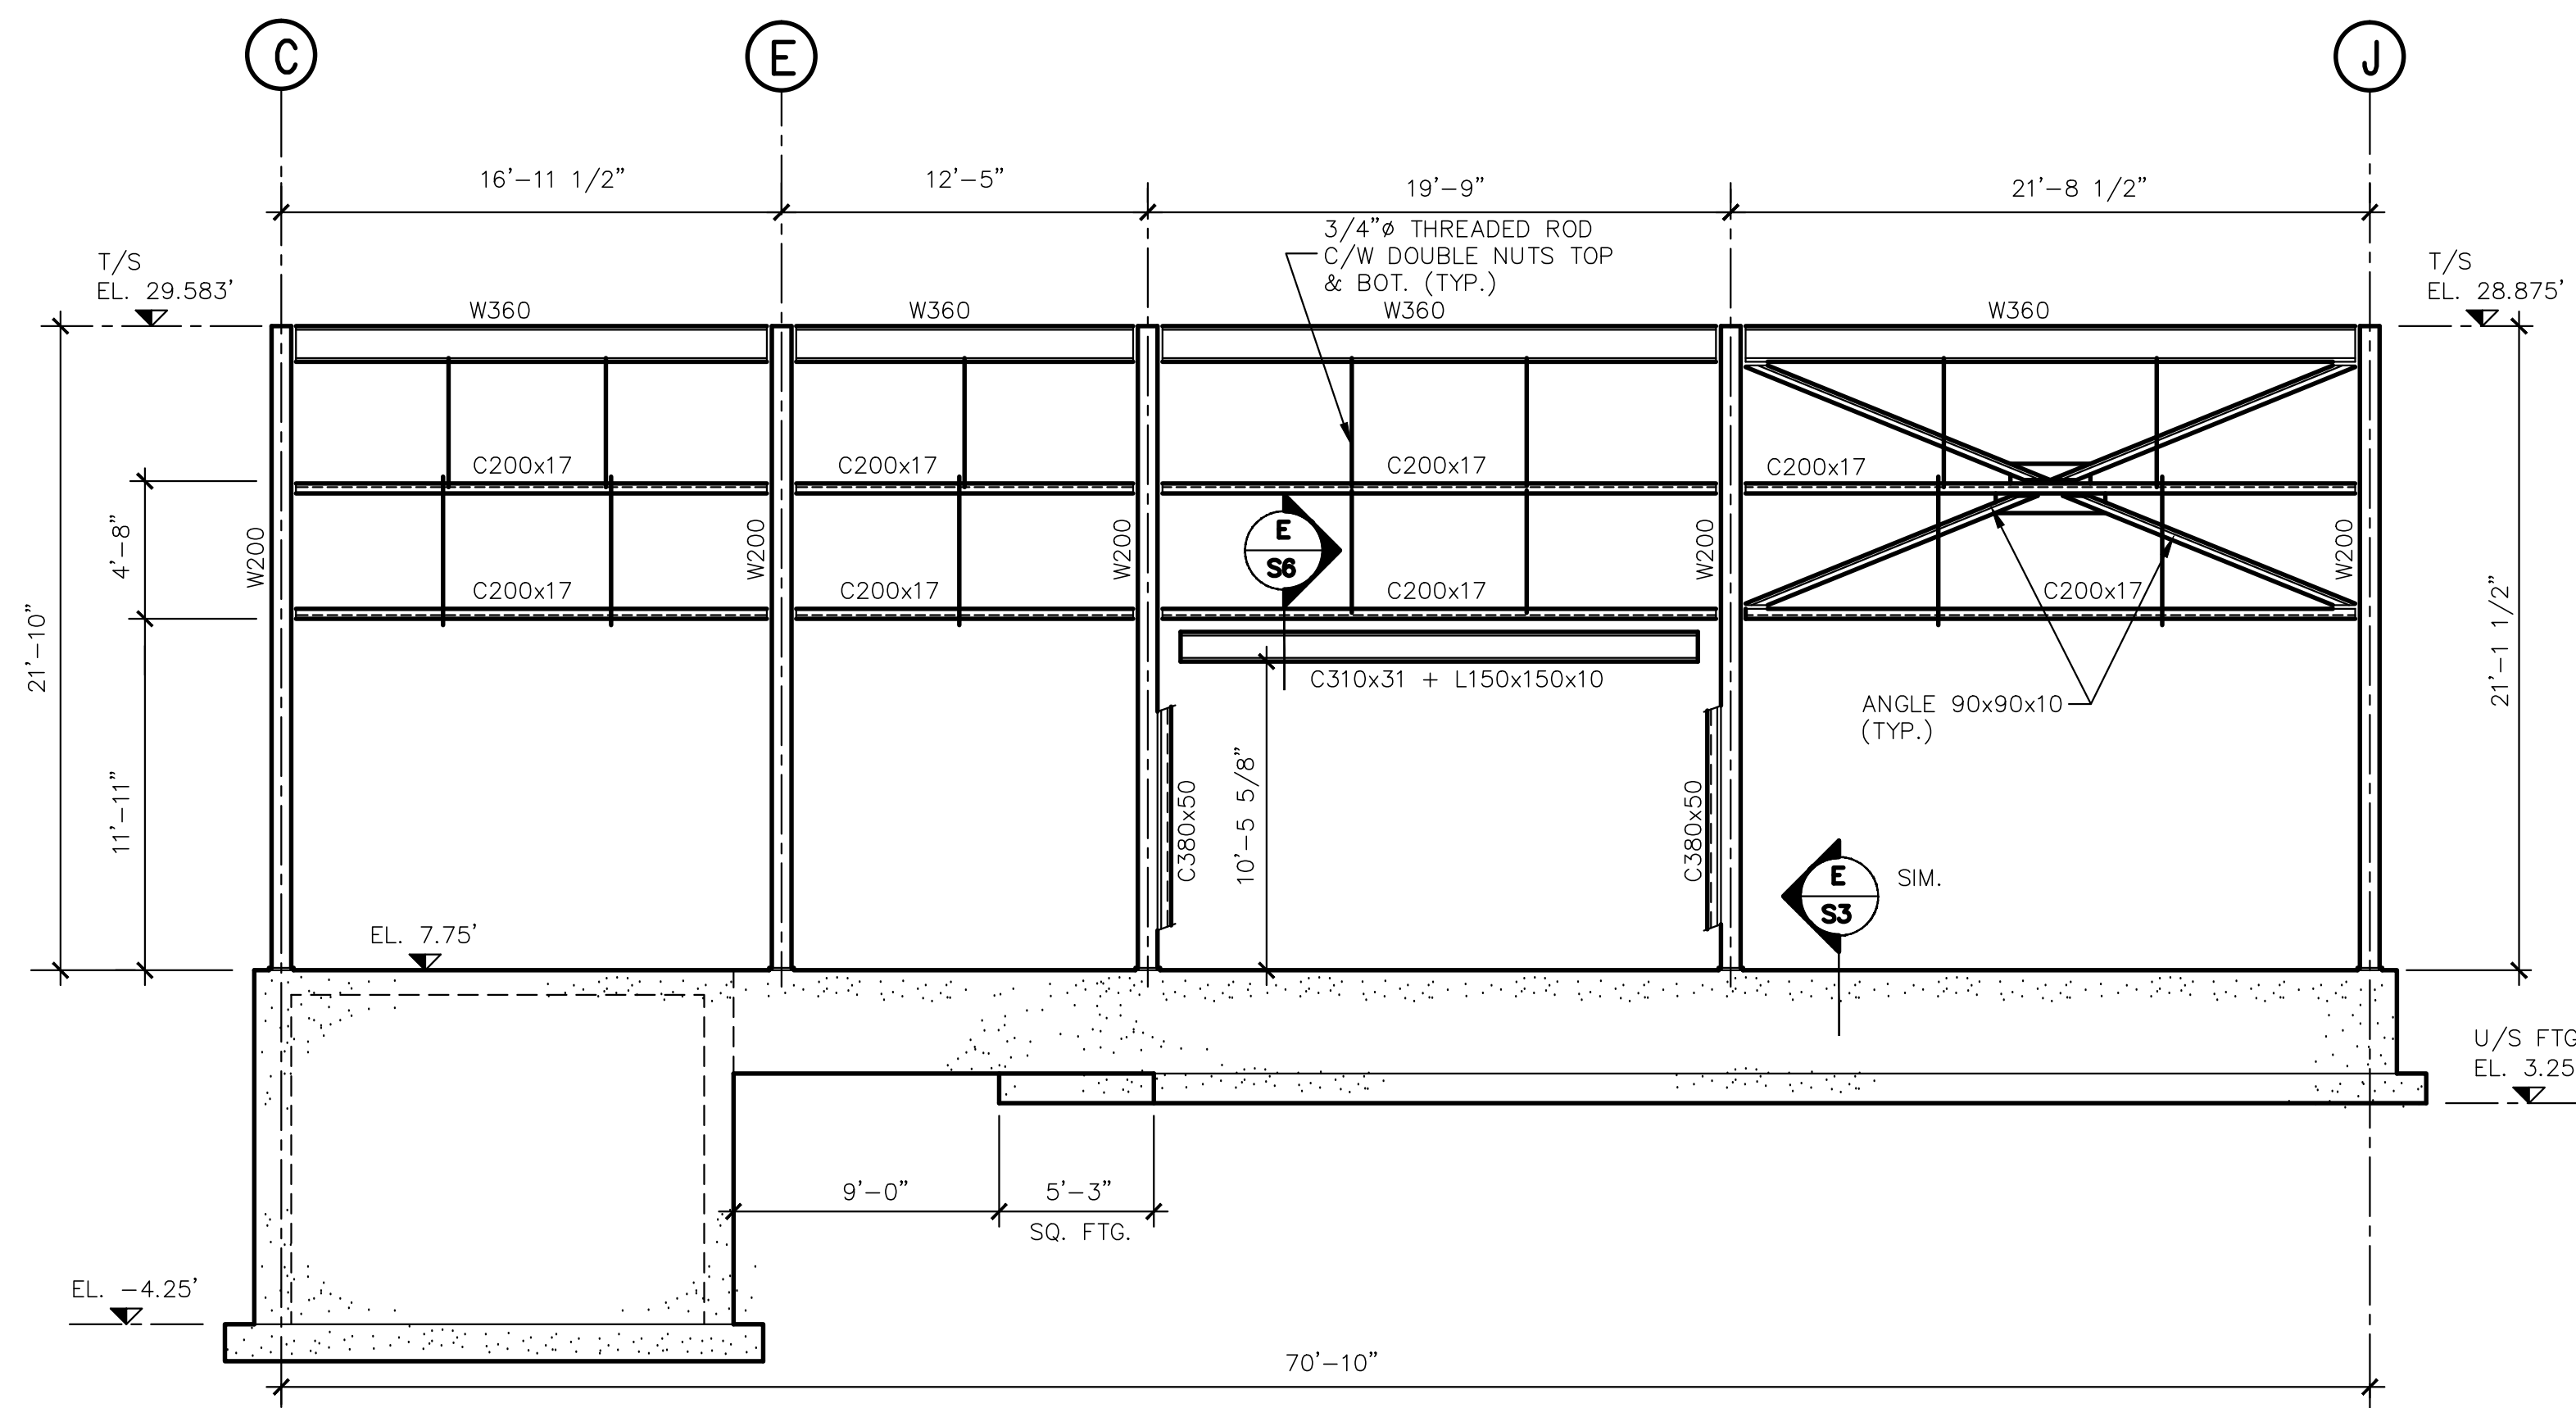 C
E
J
16'-11 1/2"
12'-5"
19'-9"
21'-8 1/2"
3/4"ø THREADED ROD
C/W DOUBLE NUTS TOP
& BOT. (TYP.)
T/S
EL. 29.583'
T/S
EL. 28.875'
W360
W360
W360
W360
C200x17
C200x17
C200x17
C200x17
4'-8"
W200
W200
W200
W200
W200
E
S6
C200x17
C200x17
C200x17
C200x17
21'-10"
21'-1 1/2"
C310x31 + L150x150x10
ANGLE 90x90x10
(TYP.)
11'-11"
C380x50
10'-5 5/8"
C380x50
E
S3
SIM.
EL. 7.75'
U/S FTG
EL. 3.25
9'-0"
5'-3"
SQ. FTG.
EL. -4.25'
70'-10"